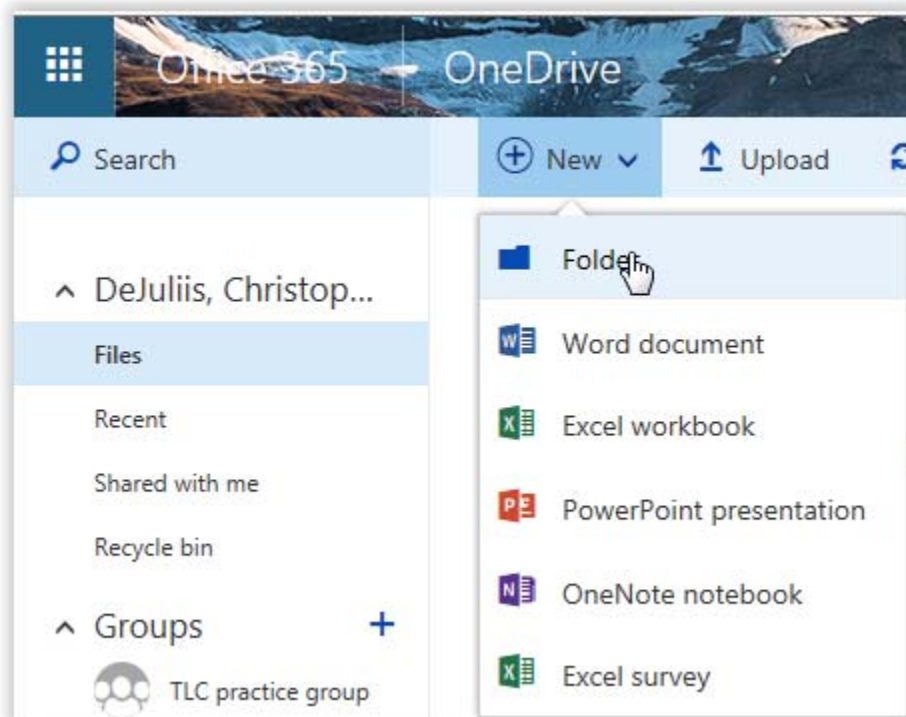 Office 365 OneDrive
Search
New Upload
DeJuliis, Christop...
Files
Recent
Shared with me
Recycle bin
Groups +
TLC practice group
Folder
Word document
Excel workbook
PowerPoint presentation
OneNote notebook
Excel survey